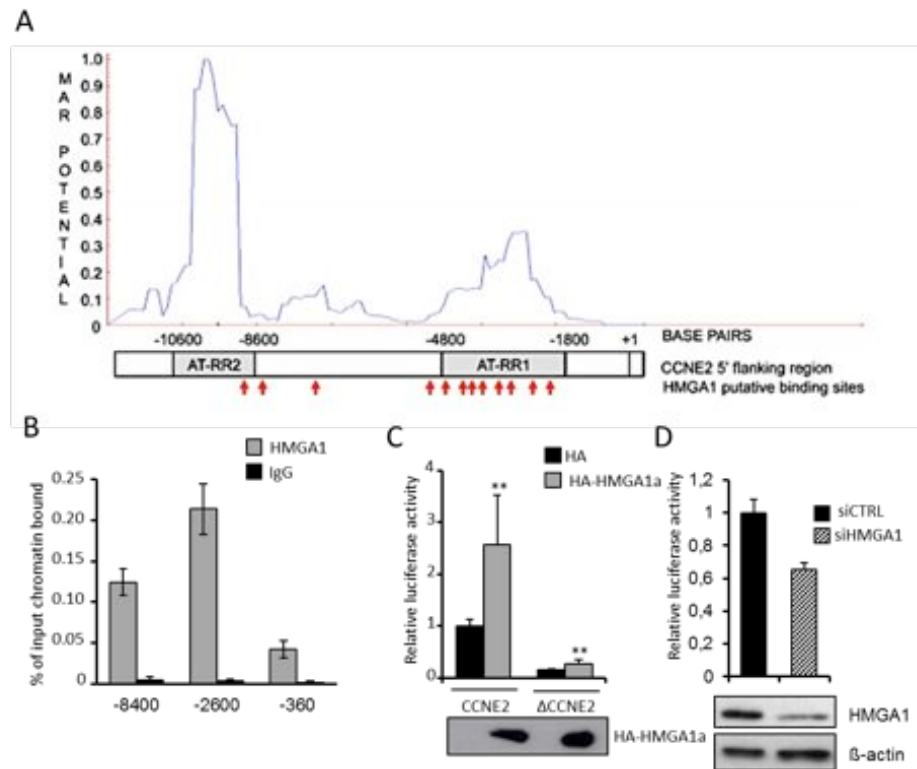 A
MAR POTENTIAL
1.0
0.9
0.8
0.7
0.6
0.5
0.4
0.3
0.2
0.1
0
-10600 -8600 -4800 -1800 +1 BASE PAIRS
AT-RR2 AT-RR1 CCNE2 5' flanking region
HMGA1 putative binding sites
B
HMGA1
IgG
% of input chromatin bound
0.25
0.20
0.15
0.10
0.05
0
-8400 -2600 -360
C
HA
HA-HMGA1a
Relative luciferase activity
4
3
2
1
0
**
**
CCNE2 ΔCCNE2
HA-HMGA1a
D
siCTRL
siHMGA1
Relative luciferase activity
1,2
1
0,8
0,6
0,4
0,2
0
HMGA1
ß-actin